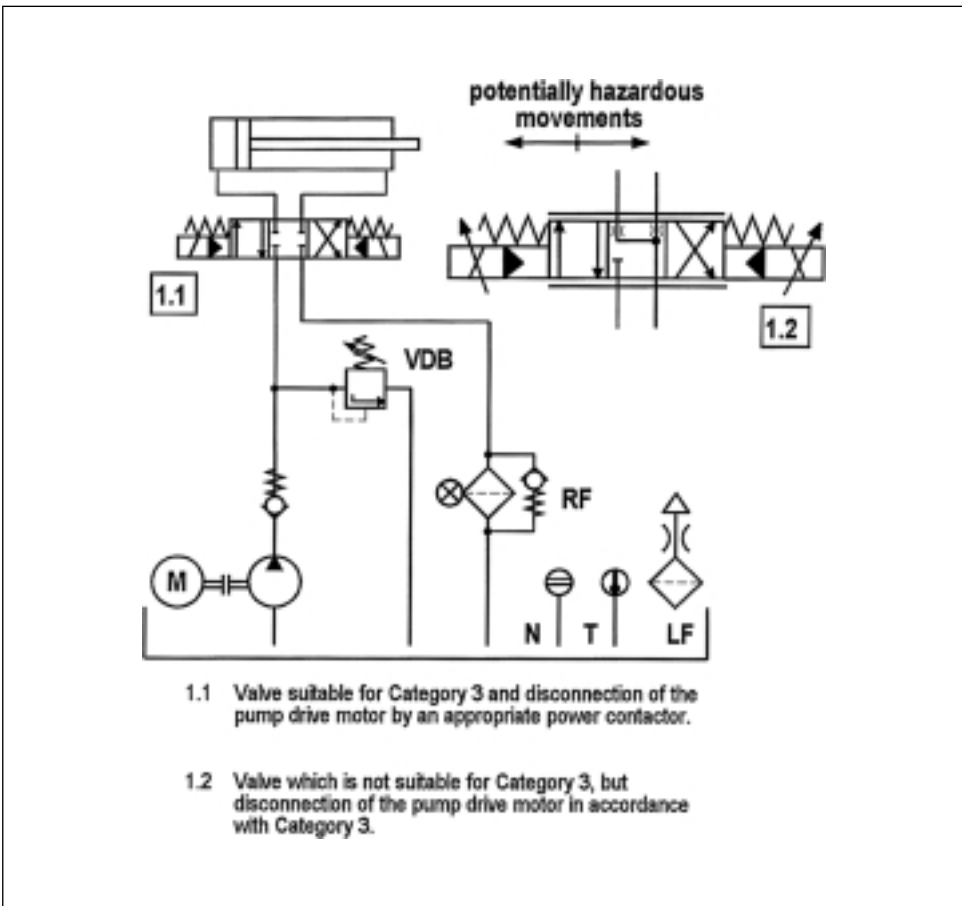 potentially hazardous
movements
1.1
1.2
VDB
RF
M
N
T
LF
1.1 Valve suitable for Category 3 and disconnection of the
pump drive motor by an appropriate power contactor.
1.2 Valve which is not suitable for Category 3, but
disconnection of the pump drive motor in accordance
with Category 3.